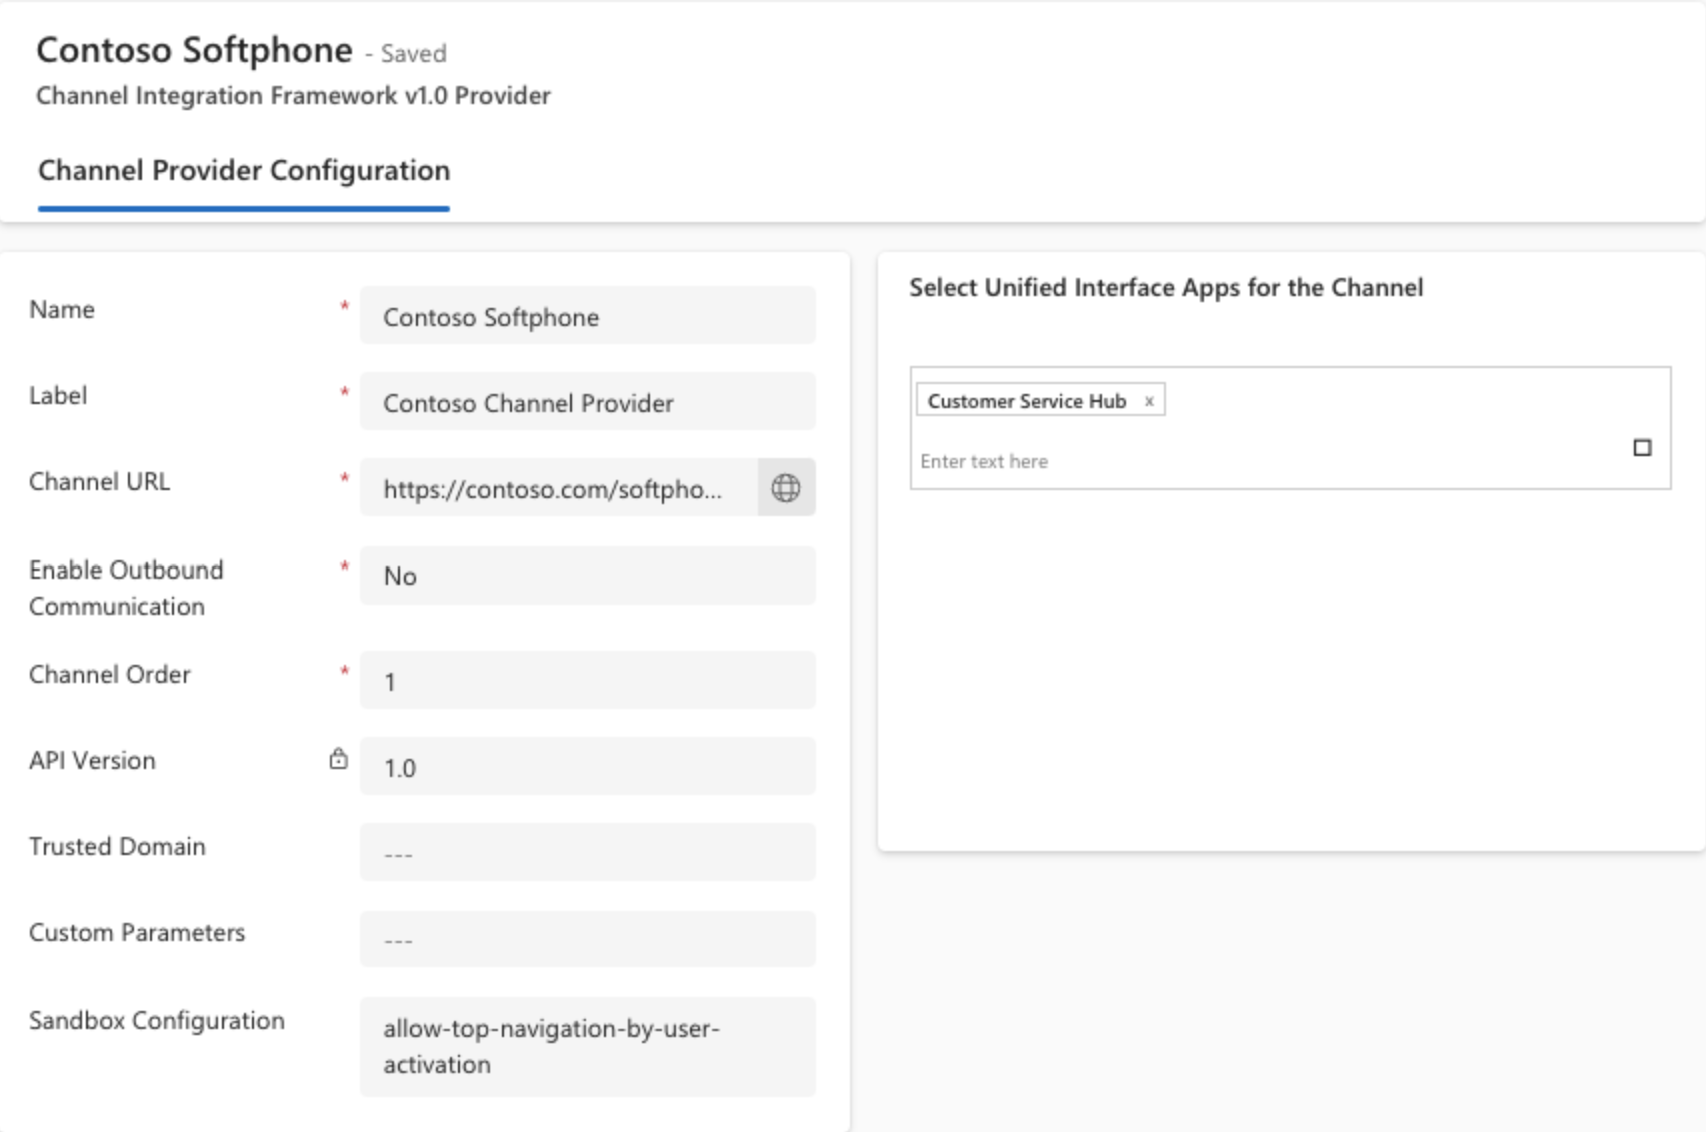 Contoso Softphone - Saved
Channel Integration Framework v1.0 Provider
Channel Provider Configuration
Name * Contoso Softphone
Label * Contoso Channel Provider
Channel URL * https://contoso.com/softpho...
Enable Outbound
Communication * No
Channel Order * 1
API Version 1.0
Trusted Domain ---
Custom Parameters ---
Sandbox Configuration allow-top-navigation-by-user-
activation
Select Unified Interface Apps for the Channel
Customer Service Hub x
Enter text here